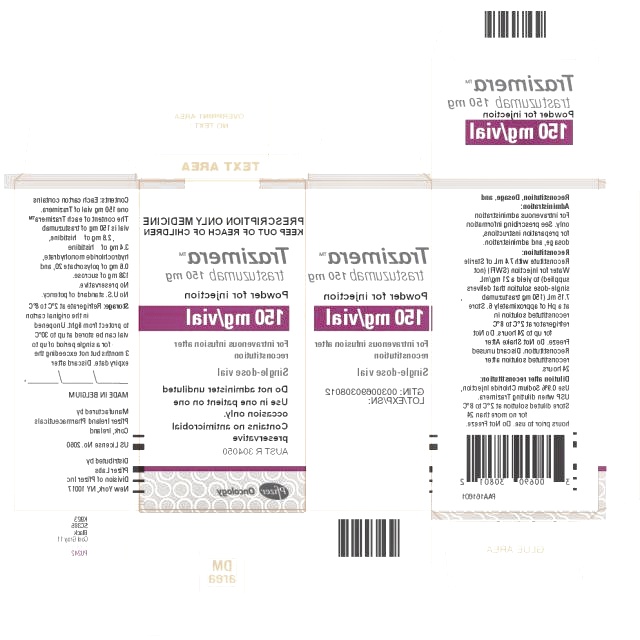 Trazimera™
trastuzumab 150 mg
Powder for injection
150 mg/vial
OVERPRINT AREA
NO TEXT
TEXT AREA
Reconstitution, Dosage, and
Administration:
For intravenous administration
only. See prescribing information
for preparation instructions,
dosage, and administration.
Reconstitution:
Reconstitute with 7.4 mL of Sterile
Water for Injection (SWFI) (not
supplied) to yield a 21 mg/mL
single-dose solution that delivers
7.15 mL (150 mg trastuzumab
at a pH of approximately 6. Store
reconstituted solution in
refrigerator at 2°C to 8°C
for up to 24 hours. Do Not
Freeze. Do Not Shake After
Reconstitution. Discard unused
reconstituted solution after
24 hours
Dilution after reconstitution:
Use 0.9% Sodium Chloride Injection,
USP when diluting Trazimera.
Store diluted solution at 2°C to 8°C
for no more than 24
hours prior to use. Do Not Freeze.
3 00690 30801 2
PAA161801
GLUE AREA
Trazimera™
trastuzumab 150 mg
Powder for injection
150 mg/vial
For intravenous infusion after
reconstitution
Single-dose vial
GTIN: 00300690308012
LOT/EXP/SN:
PRESCRIPTION ONLY MEDICINE
KEEP OUT OF REACH OF CHILDREN
Trazimera™
trastuzumab 150 mg
Powder for injection
150 mg/vial
For intravenous infusion after
reconstitution
Single-dose vial
Do not administer undiluted
Use in one patient on one
occasion only.
Contains no antimicrobial
preservative
AUST R 304050
Pfizer Oncology
DM
area
Contents: Each carton contains
one 150 mg vial of Trazimera.
The content of each Trazimera™
vial is 150 mg of trastuzumab
, 2.8 mg of histidine,
3.4 mg of histidine
hydrochloride monohydrate,
0.6 mg of polysorbate 20, and
138 mg of sucrose.
No preservative.
No U.S. standard of potency.
Storage: Refrigerate at 2°C to 8°C
in the original carton
to protect from light. Unopened
vial can be stored at up to 30°C
for a single period of up to
3 months but not exceeding the
expiry date. Discard after
/ / .
MADE IN BELGIUM
Manufactured by
Pfizer Ireland Pharmaceuticals
Cork, Ireland
US License No. 2060
Distributed by
Pfizer Labs
Division of Pfizer Inc
New York, NY 10017
Black
Cool Gray 11